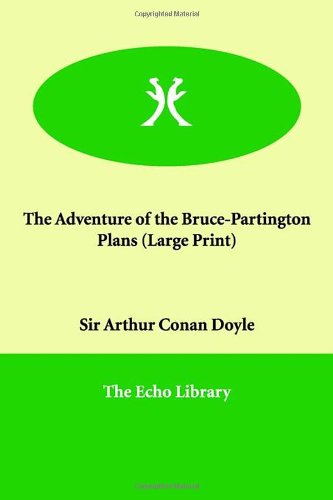 The Adventure of the Bruce-Partington
Plans (Large Print)
Sir Arthur Conan Doyle
The Echo Library